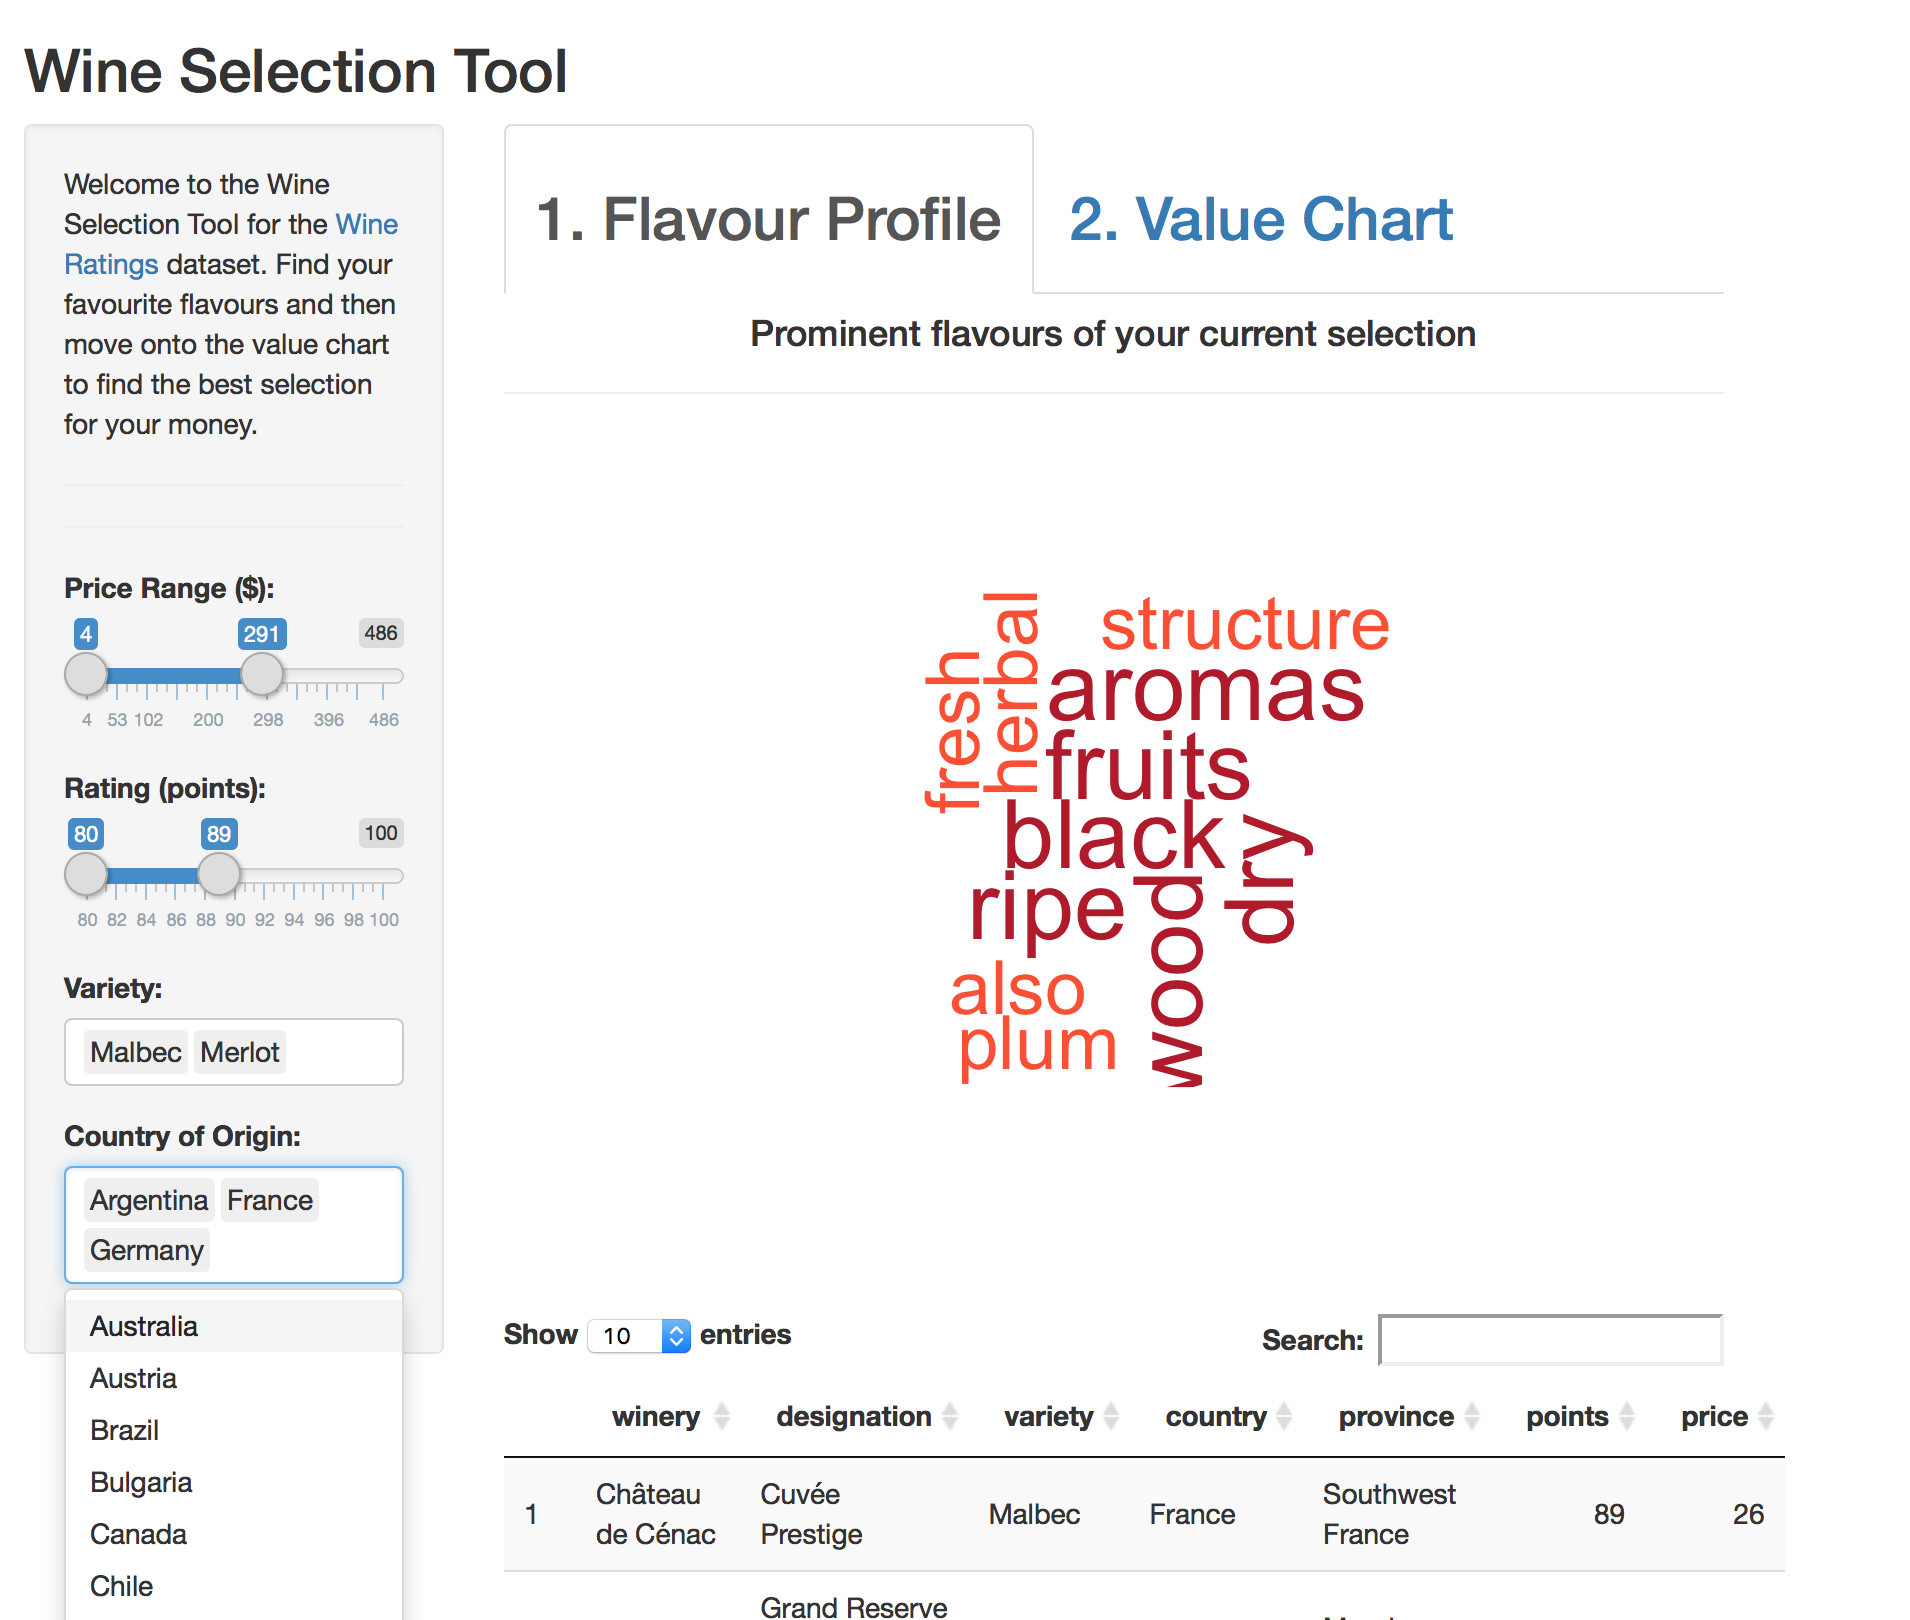 Wine Selection Tool
Welcome to the Wine
Selection Tool for the Wine
Ratings dataset. Find your
favourite flavours and then
move onto the value chart
to find the best selection
for your money.
Price Range ($):
4 291 486
4 53 102 200 298 396 486
Rating (points):
80 89 100
80 82 84 86 88 90 92 94 96 98 100
Variety:
Malbec Merlot
Country of Origin:
Argentina France
Germany
Australia
Austria
Brazil
Bulgaria
Canada
Chile
1. Flavour Profile 2. Value Chart
Prominent flavours of your current selection
structure
herbal
fresh
aromas
fruits
black
dry
ripe
wood
also
plum
Show 10 entries Search:
winery designation variety country province points price
1 Château de Cénac Cuvée Prestige Malbec France Southwest France 89 26
Grand Reserve